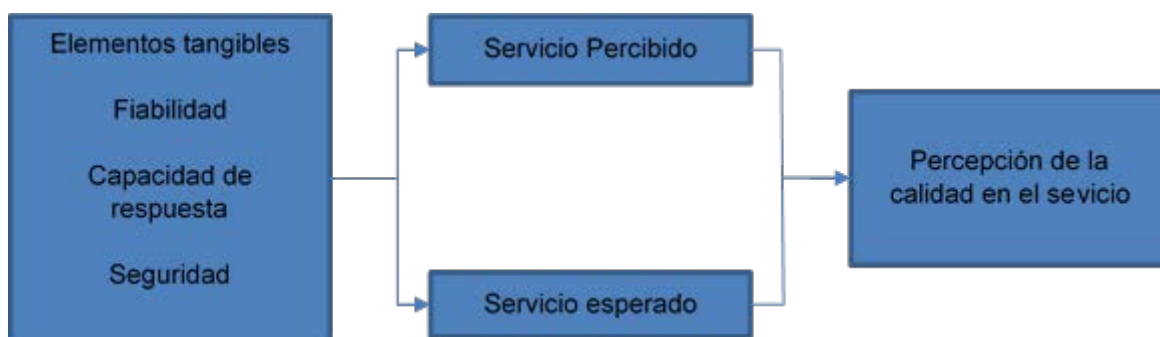 Elementos tangibles
Fiabilidad
Capacidad de
respuesta
Seguridad
Servicio Percibido
Servicio esperado
Percepción de la
calidad en el sevicio